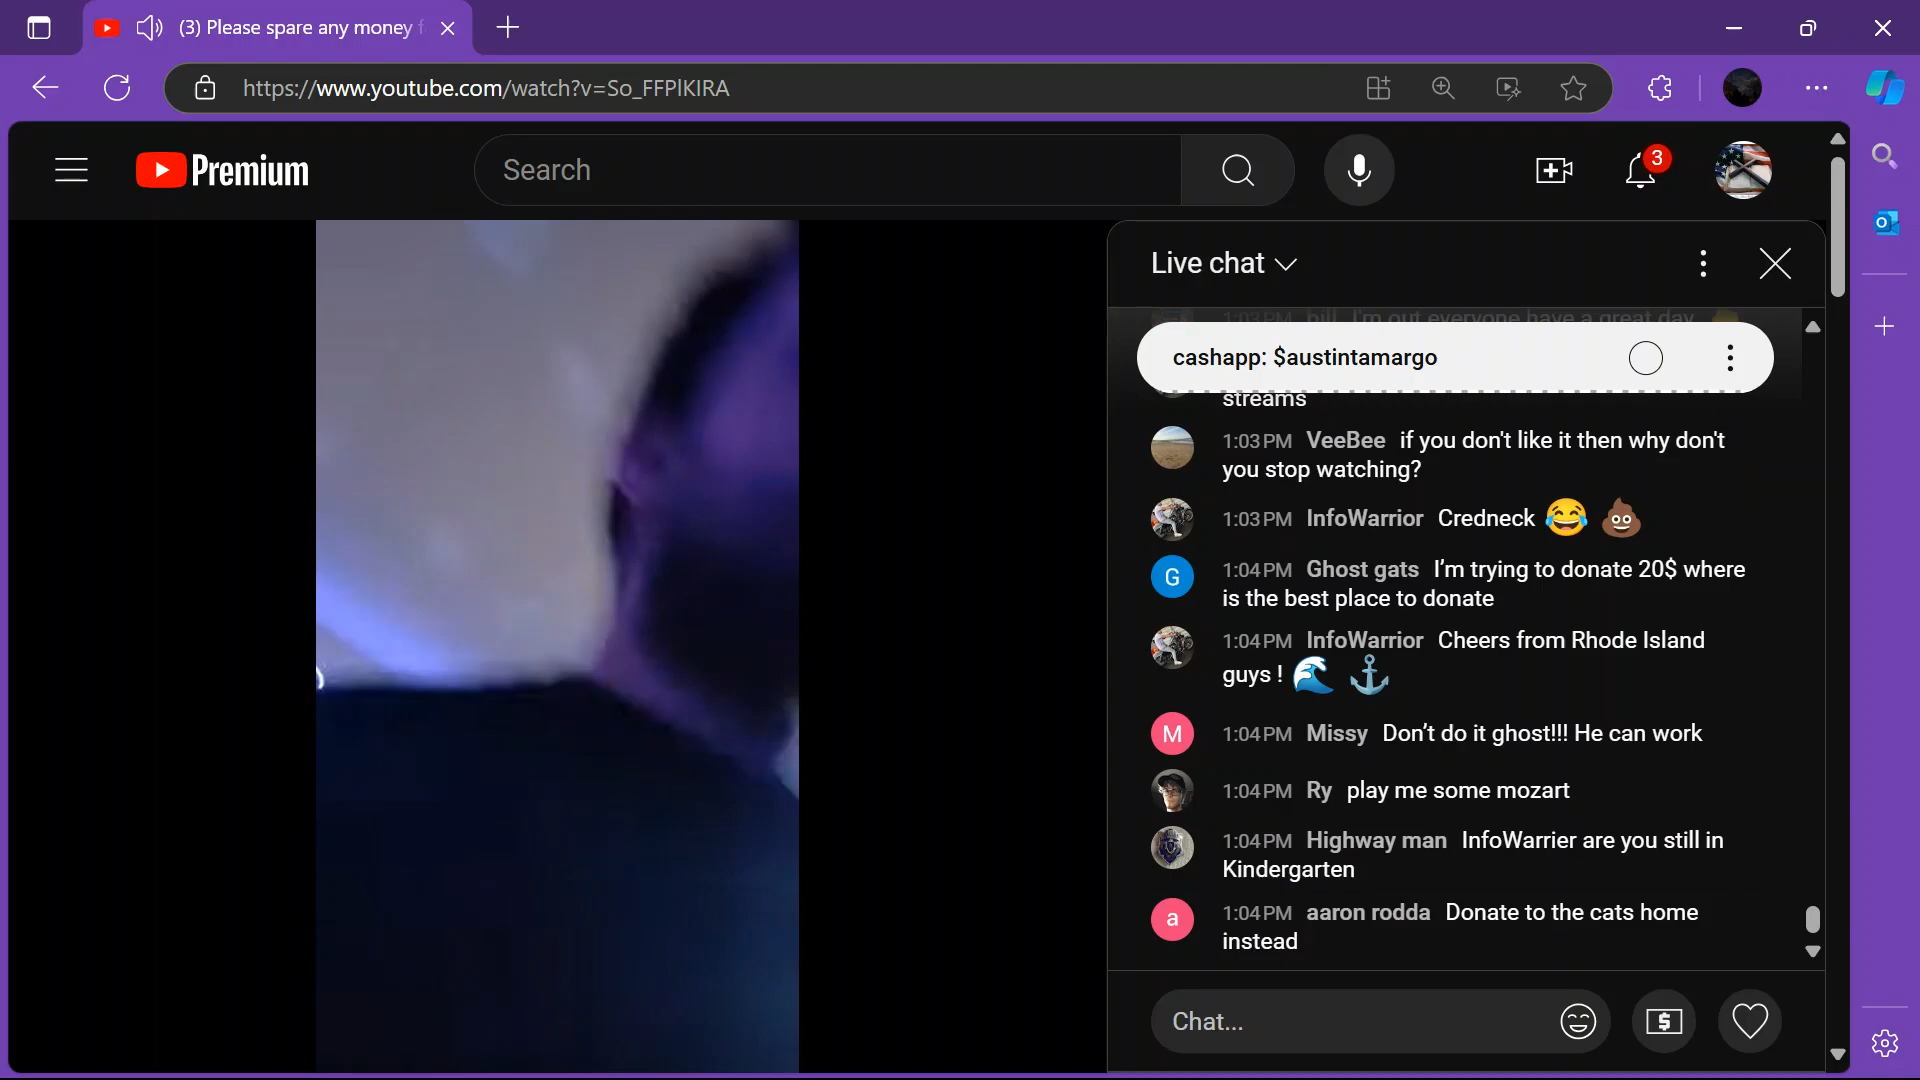 (3) Please spare any money f
https://www.youtube.com/watch?v=So_FFPlKIRA
Premium
Search
3
Live chat
1:03 PM bill I'm out everyone have a great day
cashapp: $austintamargo
streams
1:03 PM VeeBee if you don't like it then why don't
you stop watching?
1:03 PM InfoWarrior Credneck 😂 💩
G
1:04 PM Ghost gats I’m trying to donate 20$ where
is the best place to donate
1:04 PM InfoWarrior Cheers from Rhode Island
guys ! 🌊 ⚓
M
1:04 PM Missy Don’t do it ghost!!! He can work
1:04 PM Ry play me some mozart
1:04 PM Highway man InfoWarrier are you still in
Kindergarten
a
1:04 PM aaron rodda Donate to the cats home
instead
Chat...